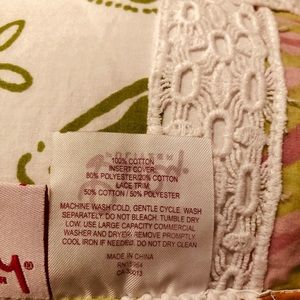 100% COTTON
INSERT COVER:
80% POLYESTER/20% COTTON
LACE TRIM:
50% COTTON / 50% POLYESTER
MACHINE WASH COLD, GENTLE CYCLE. WASH
SEPARATELY. DO NOT BLEACH. TUMBLE DRY
LOW. USE LARGE CAPACITY COMMERCIAL
WASHER AND DRYER. REMOVE PROMPTLY.
COOL IRON IF NEEDED. DO NOT DRY CLEAN.
MADE IN CHINA